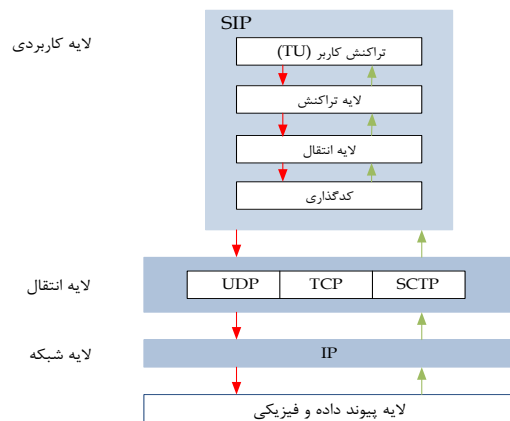 SIP
لایه کاربردی
تراکنش کاربر (TU)
لایه تراکنش
لایه انتقال
کدگذاری
لایه انتقال
UDP
TCP
SCTP
لایه شبکه
IP
لایه پیوند داده و فیزیکی